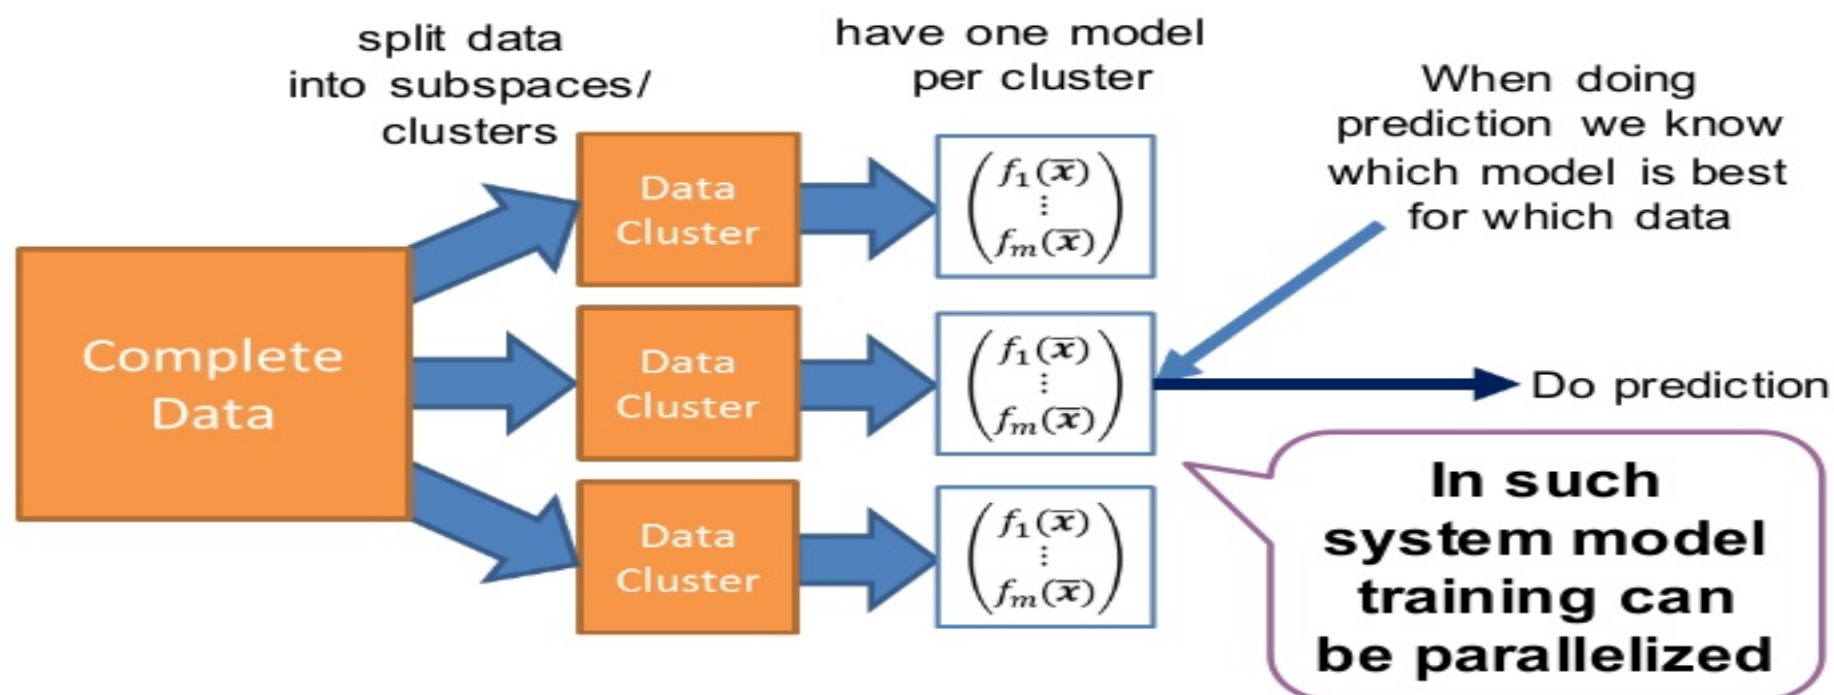 split data
into subspaces/
clusters
have one model
per cluster
When doing
prediction we know
which model is best
for which data
Complete
Data
Data
Cluster
f₁(x̅)
⋮
fₘ(x̅)
Data
Cluster
f₁(x̅)
⋮
fₘ(x̅)
Do prediction
Data
Cluster
f₁(x̅)
⋮
fₘ(x̅)
In such
system model
training can
be parallelized